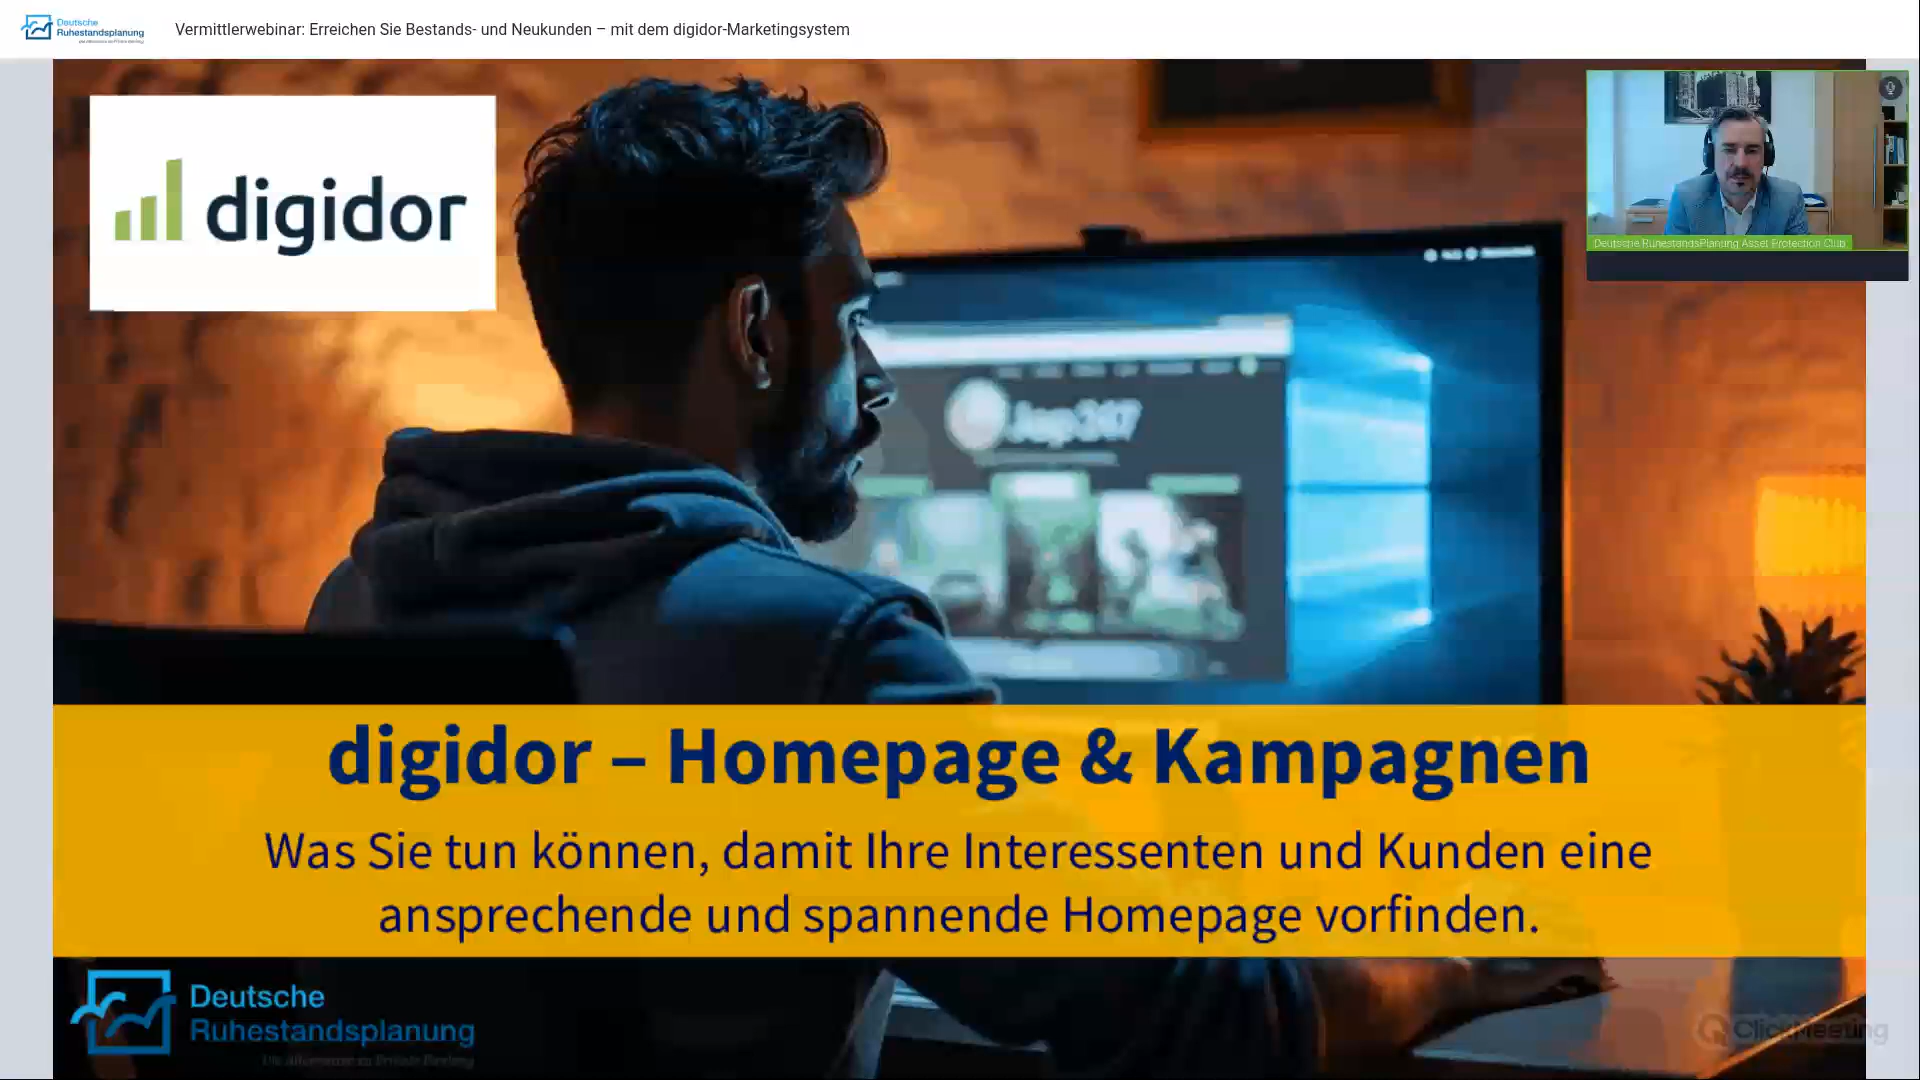 Deutsche
Ruhestandsplanung
Vermittlerwebinar: Erreichen Sie Bestands- und Neukunden – mit dem digidor-Marketingsystem
digidor
Deutsche RuhestandsPlanung Asset Protection Club
digidor – Homepage & Kampagnen
Was Sie tun können, damit Ihre Interessenten und Kunden eine
ansprechende und spannende Homepage vorfinden.
Deutsche
Ruhestandsplanung
ClickMeeting